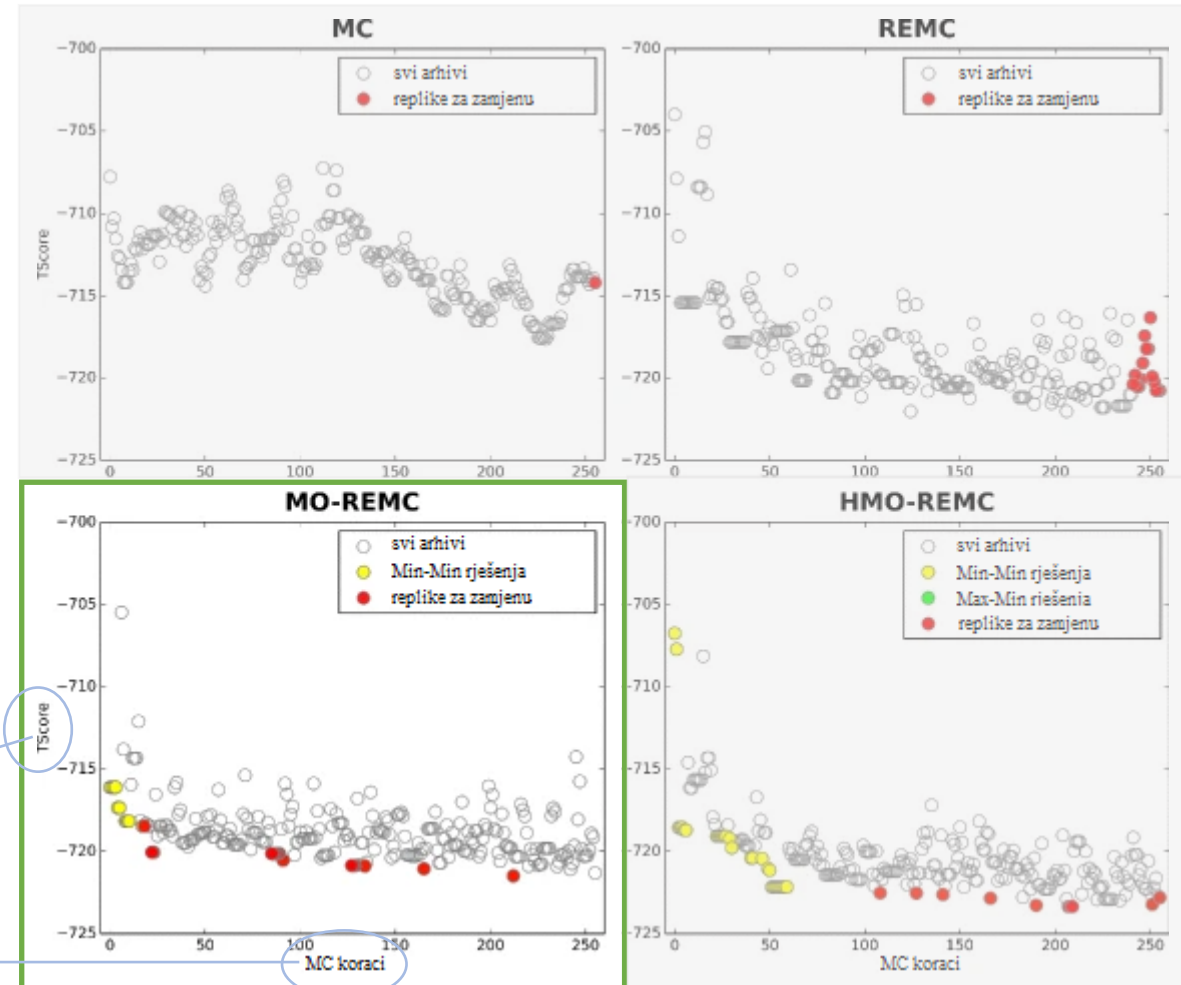 MC
−700
−705
−710
−715
−720
−725
TScore
0 50 100 150 200 250
svi arhivi
replike za zamjenu
REMC
−700
−705
−710
−715
−720
−725
0 50 100 150 200 250
svi arhivi
replike za zamjenu
MO-REMC
−700
−705
−710
−715
−720
−725
TScore
0 50 100 150 200 250
MC koraci
svi arhivi
Min-Min rješenja
replike za zamjenu
HMO-REMC
-700
-705
-710
-715
-720
-725
0 50 100 150 200 250
MC koraci
svi arhivi
Min-Min rješenja
Max-Min riešenia
replike za zamjenu